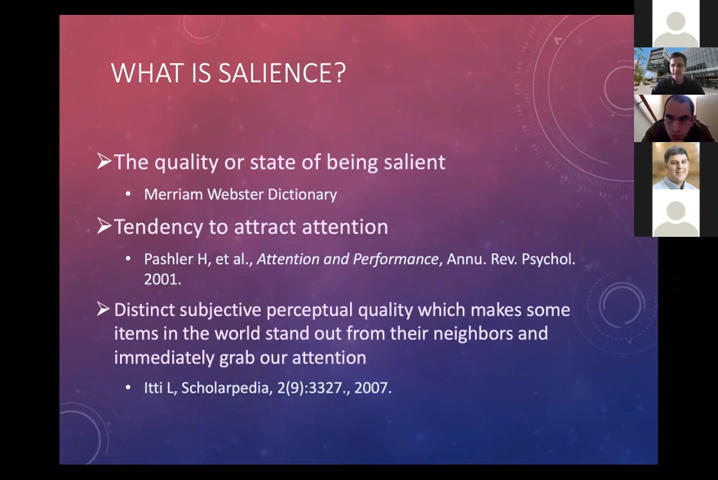 WHAT IS SALIENCE?
➢The quality or state of being salient
• Merriam Webster Dictionary
➢Tendency to attract attention
• Pashler H, et al., Attention and Performance, Annu. Rev. Psychol.
2001.
➢Distinct subjective perceptual quality which makes some
items in the world stand out from their neighbors and
immediately grab our attention
• Itti L, Scholarpedia, 2(9):3327., 2007.